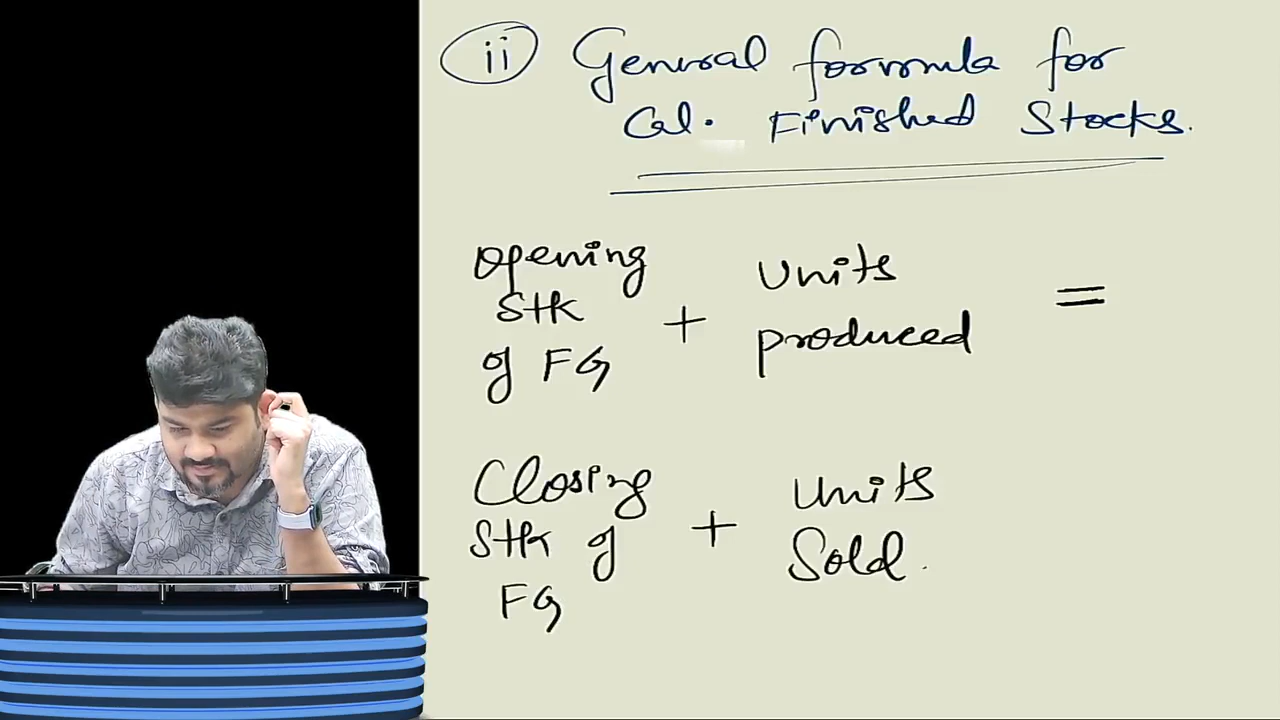 ii General formula for
Cal. Finished Stocks.
Opening Stk of FG + Units produced =
Closing Stk of FG + Units Sold.